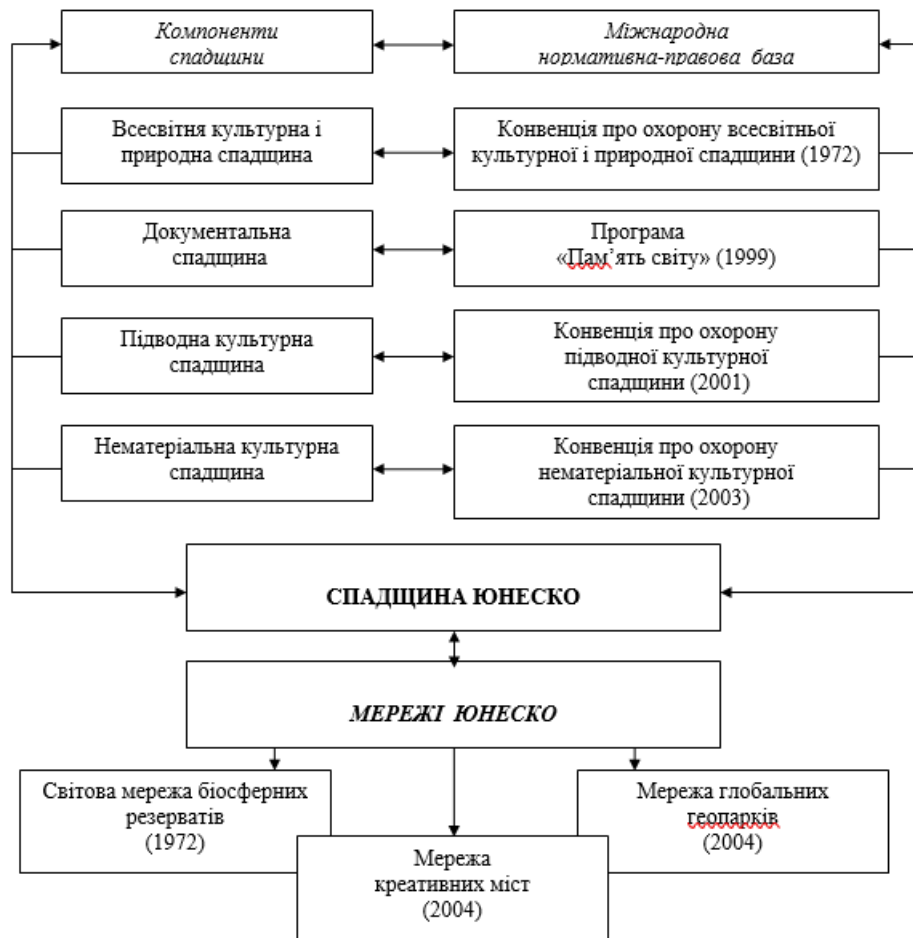 Компоненти
спадщини
Міжнародна
нормативна-правова база
Всесвітня культурна і
природна спадщина
Конвенція про охорону всесвітньої
культурної і природної спадщини (1972)
Документальна
спадщина
Програма
«Пам’ять світу» (1999)
Підводна культурна
спадщина
Конвенція про охорону
підводної культурної
спадщини (2001)
Нематеріальна культурна
спадщина
Конвенція про охорону
нематеріальної культурної
спадщини (2003)
СПАДЩИНА ЮНЕСКО
МЕРЕЖІ ЮНЕСКО
Світова мережа біосферних
резерватів
(1972)
Мережа
креативних міст
(2004)
Мережа глобальних
геопарків
(2004)